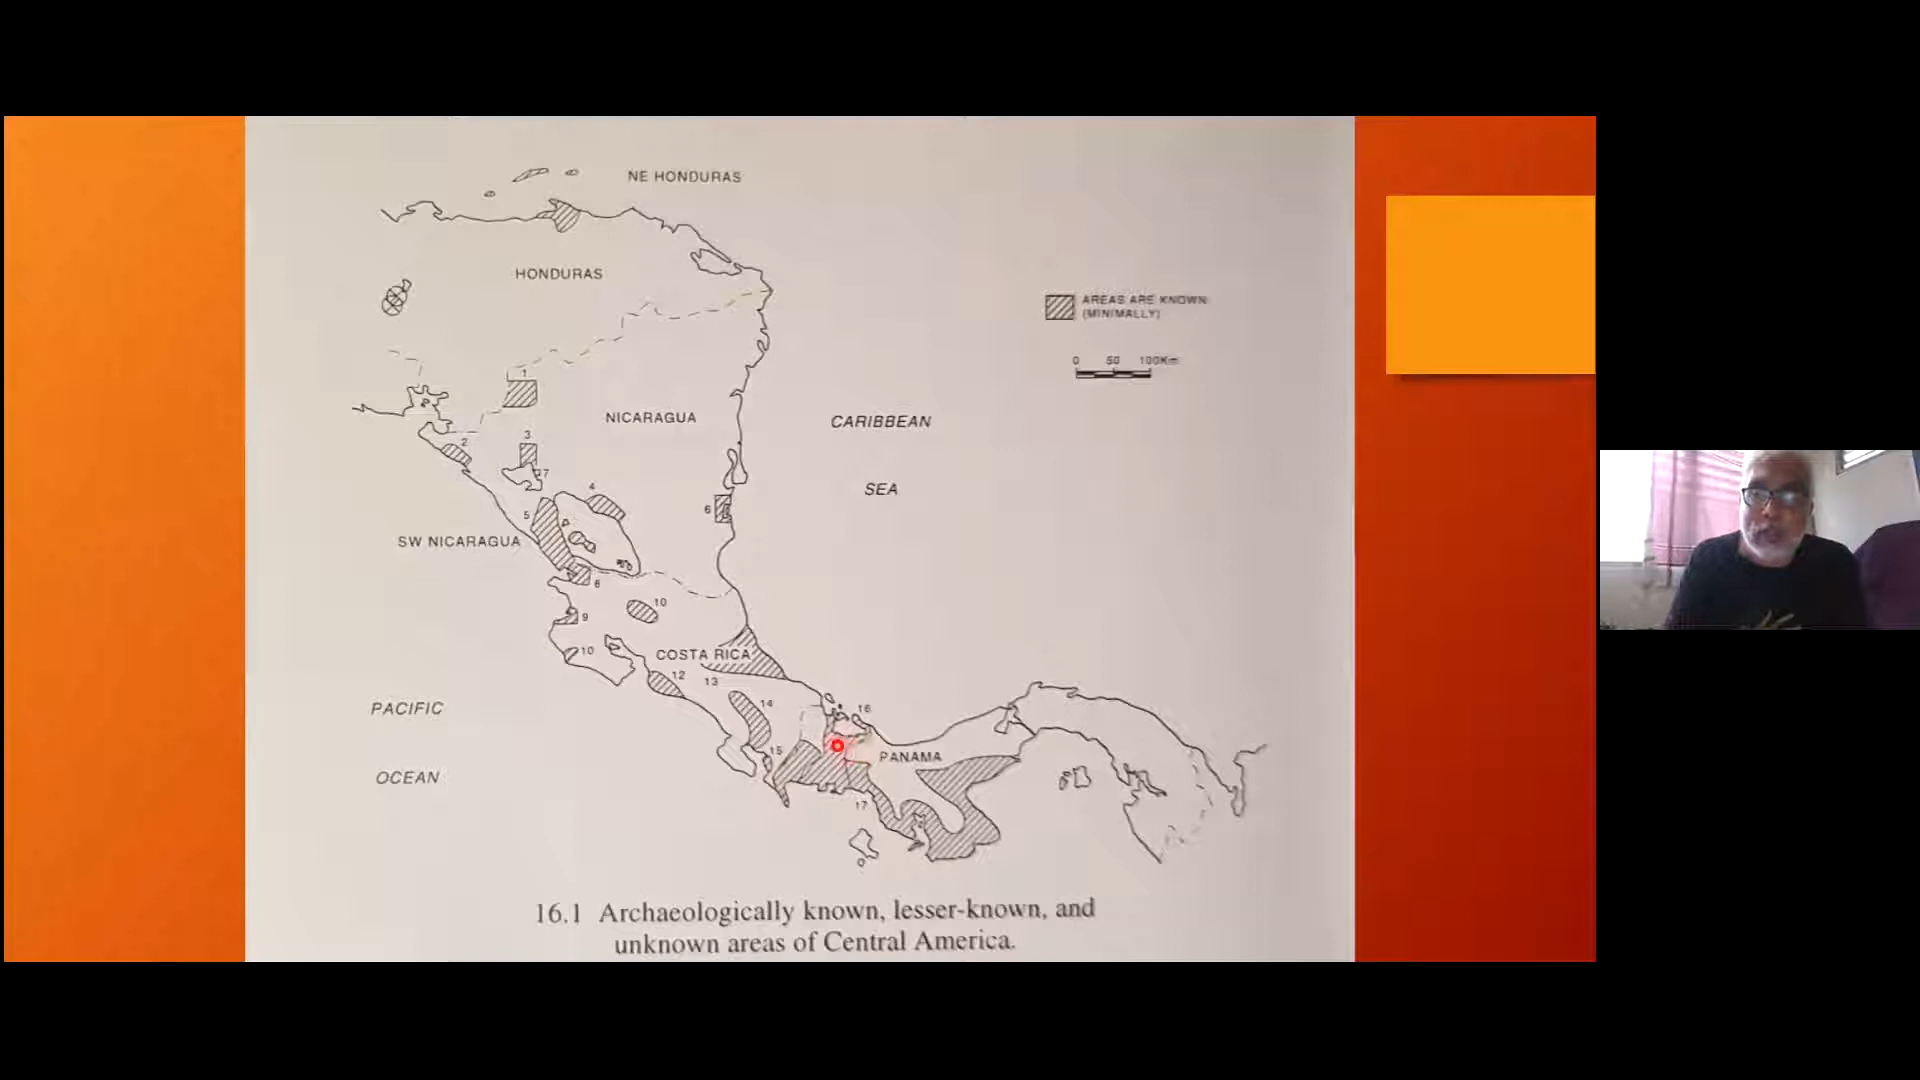 NE HONDURAS
HONDURAS
AREAS ARE KNOWN
(MINIMALLY)
0 50 100Km
1
NICARAGUA
CARIBBEAN
SEA
2
3
7
4
5
6
SW NICARAGUA
8
10
9
10
COSTA RICA
12
13
14
15
16
PANAMA
17
PACIFIC
OCEAN
16.1 Archaeologically known, lesser-known, and
unknown areas of Central America.